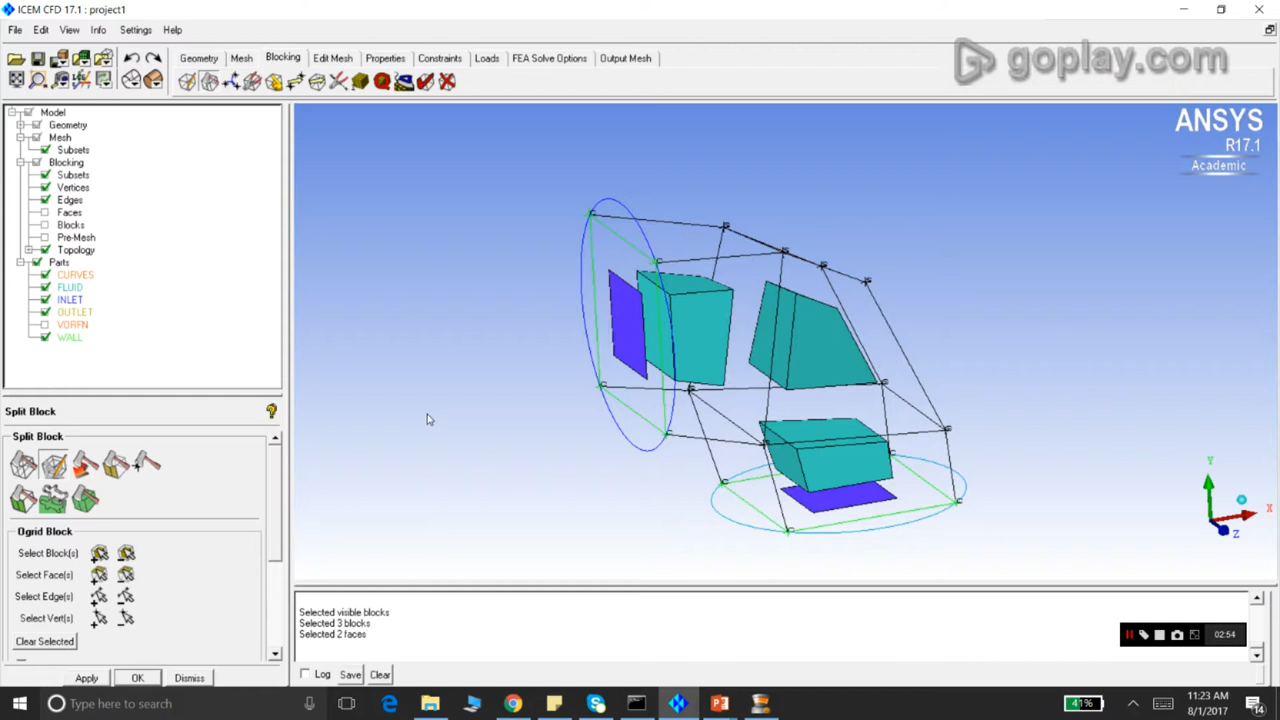 ICEM CFD 17.1 : project1
File Edit View Info Settings Help
Geometry Mesh Blocking Edit Mesh Properties Constraints Loads FEA Solve Options Output Mesh
goplay.com
Model
Geometry
Mesh
Subsets
Blocking
Subsets
Vertices
Edges
Faces
Blocks
Pre-Mesh
Topology
Parts
CURVES
FLUID
INLET
OUTLET
VORFN
WALL
ANSYS
R17.1
Academic
Split Block
Split Block
Ogrid Block
Select Block(s)
Select Face(s)
Select Edge(s)
Select Vert(s)
Clear Selected
Apply OK Dismiss
Y
X
Z
Selected visible blocks
Selected 3 blocks
Selected 2 faces
Log Save Clear
02:54
Type here to search
41%
11:23 AM
8/1/2017
14